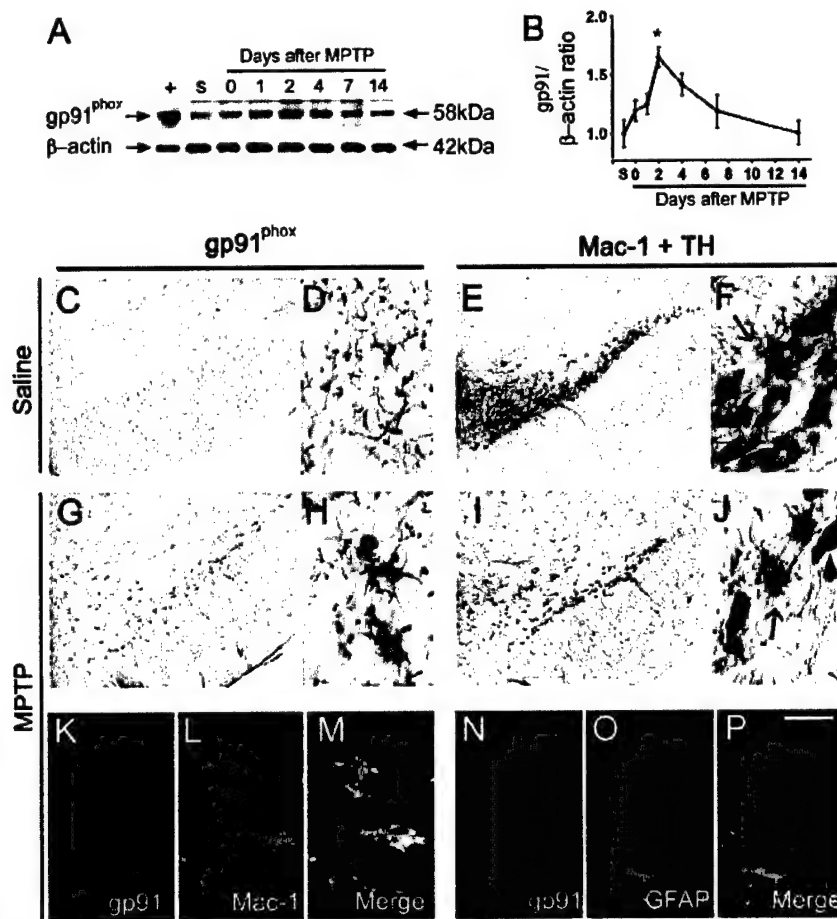 A
Days after MPTP
+ S 0 1 2 4 7 14
gp91phox
58kDa
β-actin
42kDa
B
gp91/
β-actin ratio
2.0
1.5
1.0
*
S 0 2 4 6 8 10 12 14
Days after MPTP
gp91phox
Mac-1 + TH
Saline
C
D
E
F
MPTP
G
H
I
J
K
L
M
N
O
P
gp91
Mac-1
Merge
gp91
GFAP
Merge